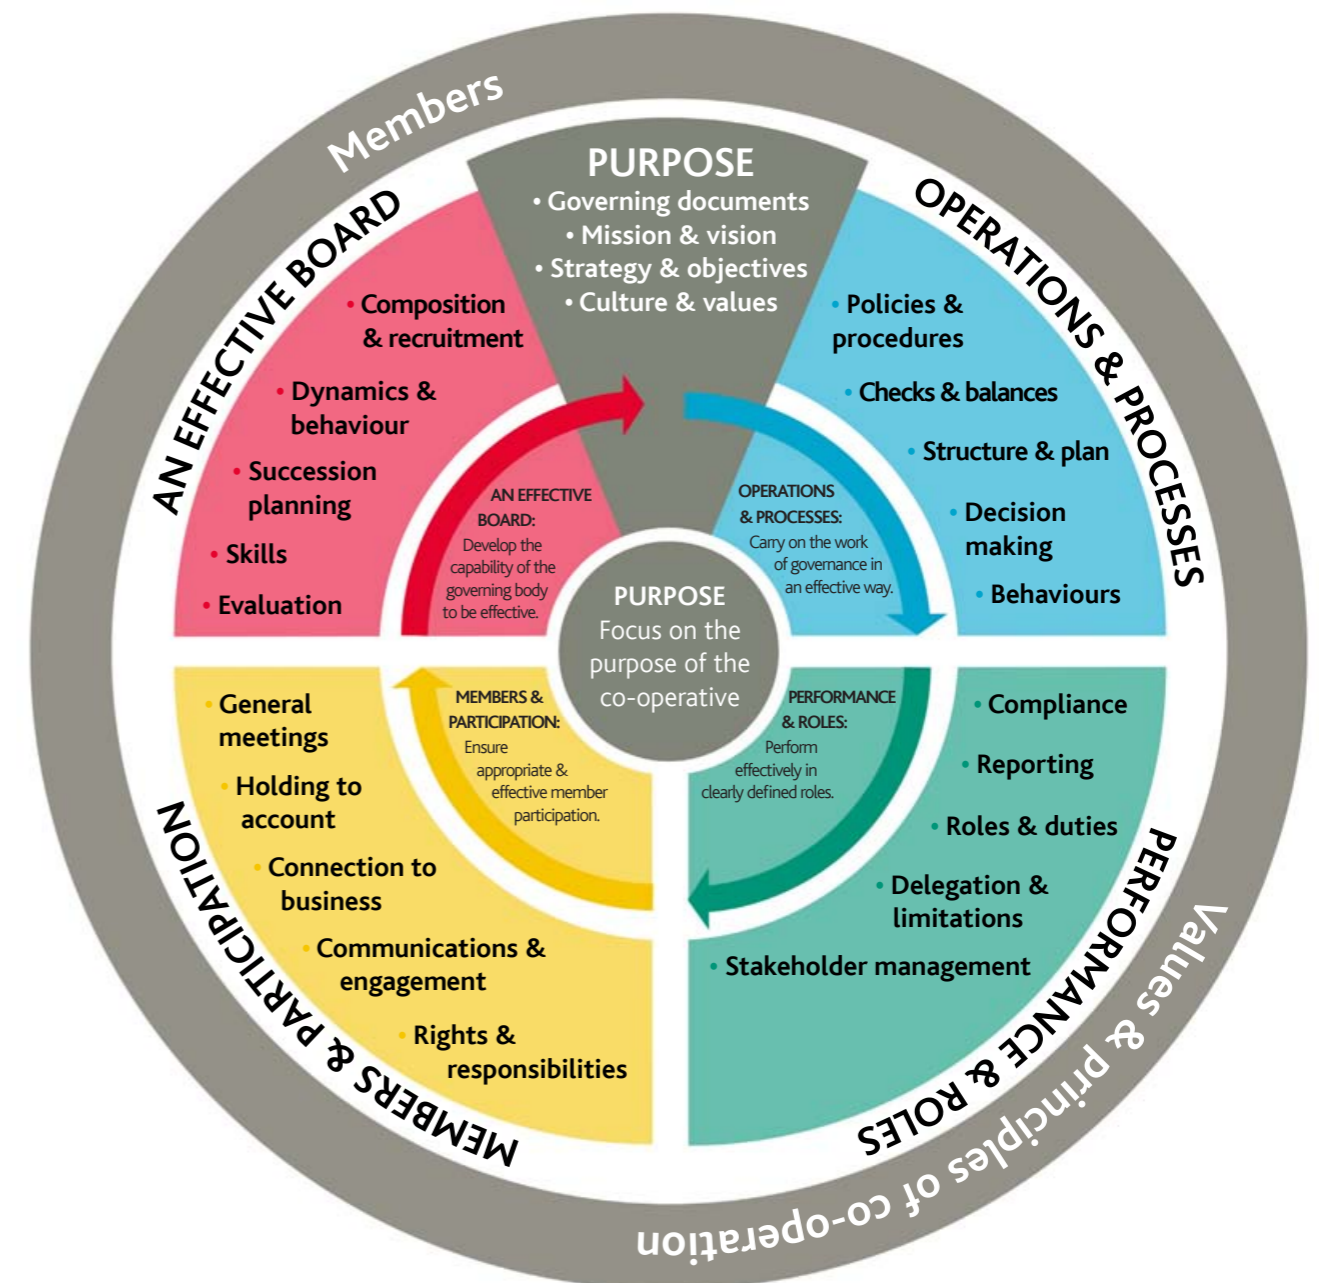 Members
PURPOSE
• Governing documents
• Mission & vision
• Strategy & objectives
• Culture & values
AN EFFECTIVE BOARD
• Composition
& recruitment
• Dynamics &
behaviour
• Succession
planning
• Skills
• Evaluation
AN EFFECTIVE
BOARD:
Develop the
capability of the
governing body
to be effective.
OPERATIONS & PROCESSES
• Policies &
procedures
• Checks & balances
• Structure & plan
• Decision
making
• Behaviours
OPERATIONS
& PROCESSES:
Carry on the work
of governance in
an effective way.
PURPOSE
Focus on the
purpose of the
co-operative
MEMBERS &
PARTICIPATION:
Ensure
appropriate &
effective member
participation.
• General
meetings
• Holding to
account
• Connection to
business
• Communications &
engagement
• Rights &
responsibilities
MEMBERS & PARTICIPATION
PERFORMANCE
& ROLES:
Perform
effectively in
clearly defined roles.
• Compliance
• Reporting
• Roles & duties
• Delegation &
limitations
• Stakeholder management
PERFORMANCE & ROLES
Values & principles of co-operation